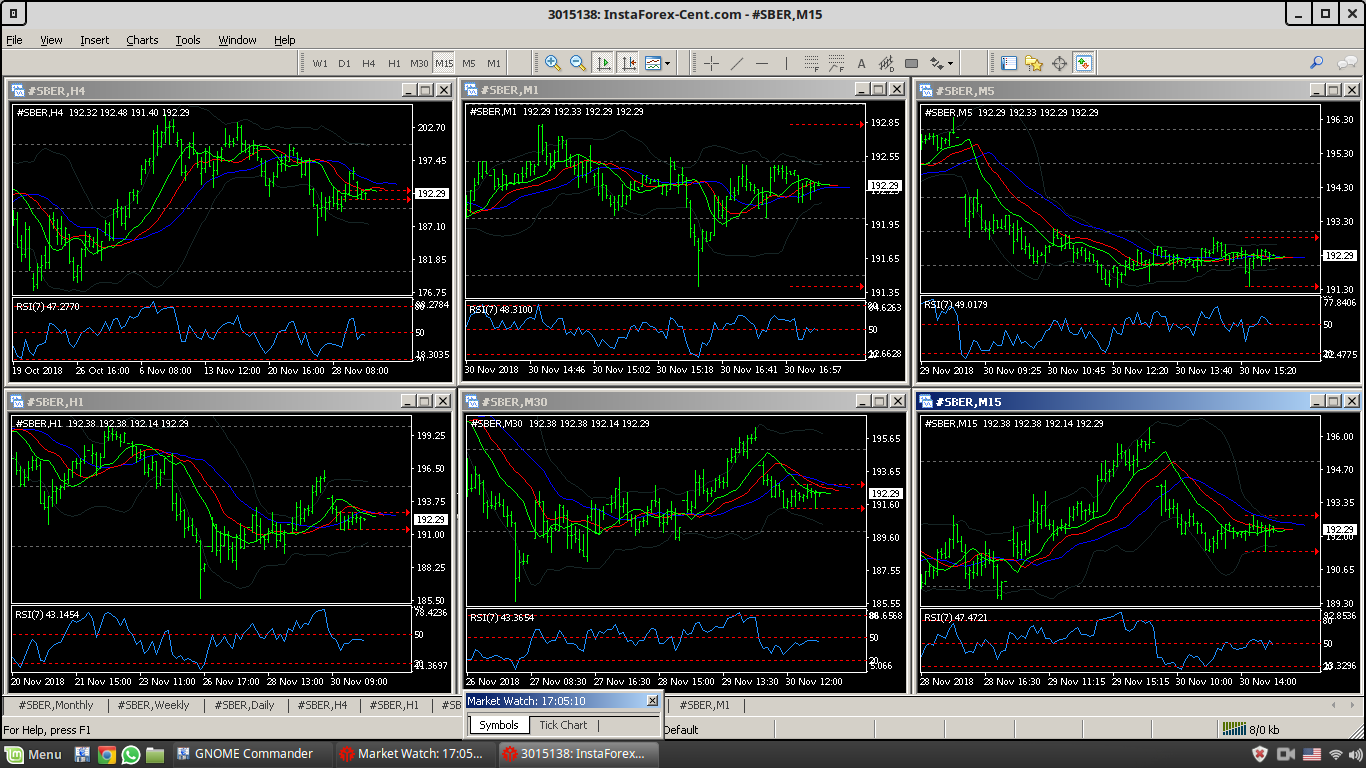 3015138: InstaForex-Cent.com - #SBER,M15
File View Insert Charts Tools Window Help
W1 D1 H4 H1 M30 M15 M5 M1
#SBER,H4
#SBER,H4 192.32 192.48 191.40 192.29
202.70
197.45
192.29
187.10
181.85
176.75
RSI(7) 47.2770
50
18.3035
19 Oct 2018 26 Oct 16:00 6 Nov 08:00 13 Nov 12:00 20 Nov 16:00 28 Nov 08:00
#SBER,M1
#SBER,M1 192.29 192.33 192.29 192.29
192.85
192.55
192.29
191.95
191.65
191.35
RSI(7) 48.3100
50
30 Nov 2018 30 Nov 14:46 30 Nov 15:02 30 Nov 15:18 30 Nov 16:41 30 Nov 16:57
#SBER,M5
#SBER,M5 192.29 192.33 192.29 192.29
196.30
195.30
194.30
193.30
192.29
191.30
RSI(7) 49.0179
77.8406
50
29 Nov 2018 30 Nov 09:25 30 Nov 10:45 30 Nov 12:20 30 Nov 13:40 30 Nov 15:20
#SBER,H1
#SBER,H1 192.38 192.38 192.14 192.29
199.25
196.50
193.75
192.29
191.00
188.25
185.50
RSI(7) 43.1454
78.4236
50
20 Nov 2018 21 Nov 15:00 23 Nov 11:00 26 Nov 17:00 28 Nov 13:00 30 Nov 09:00
#SBER,M30
#SBER,M30 192.38 192.38 192.14 192.29
195.65
193.65
192.29
191.60
189.60
187.55
185.55
RSI(7) 43.3654
50
20
5.066
26 Nov 2018 27 Nov 08:30 27 Nov 16:30 28 Nov 15:00 29 Nov 13:30 30 Nov 12:00
#SBER,M15
#SBER,M15 192.38 192.38 192.14 192.29
196.00
194.70
193.35
192.29
192.00
190.65
189.30
RSI(7) 47.4721
80
50
28 Nov 2018 28 Nov 16:30 29 Nov 11:15 29 Nov 15:15 30 Nov 10:00 30 Nov 14:00
#SBER,Monthly #SBER,Weekly #SBER,Daily #SBER,H4 #SBER,H1 #SB #SBER,M1
Market Watch: 17:05:10
Symbols Tick Chart
For Help, press F1 Default 8/0 kb
Menu GNOME Commander Market Watch: 17:05... 3015138: InstaForex...